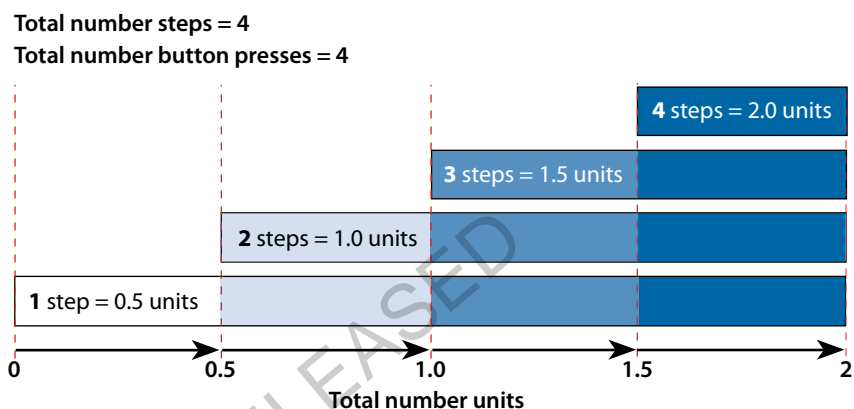 Total number steps = 4
Total number button presses = 4
4 steps = 2.0 units
3 steps = 1.5 units
2 steps = 1.0 units
1 step = 0.5 units
0 0.5 1.0 1.5 2
Total number units